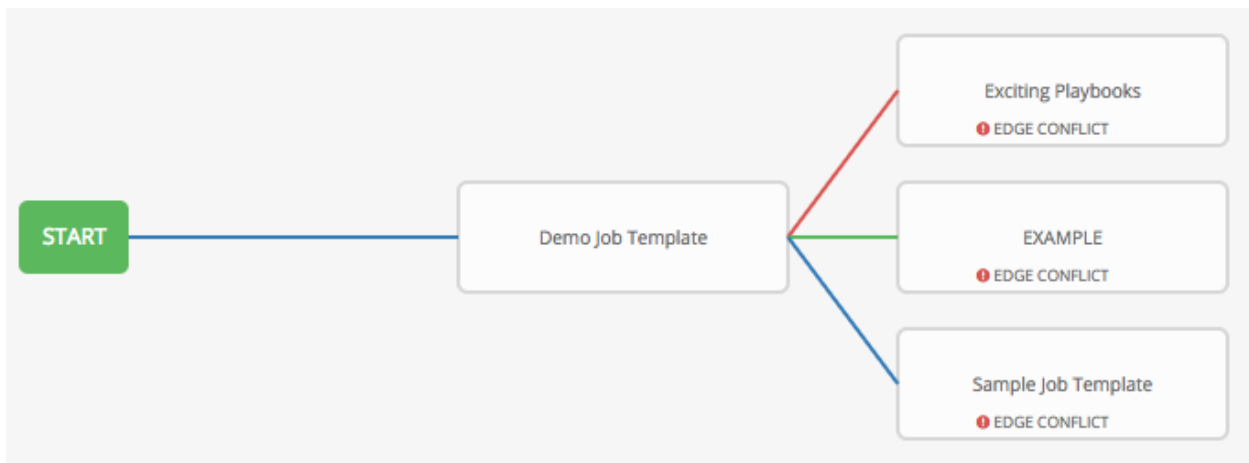 START
Demo Job Template
Exciting Playbooks
EDGE CONFLICT
EXAMPLE
EDGE CONFLICT
Sample Job Template
EDGE CONFLICT